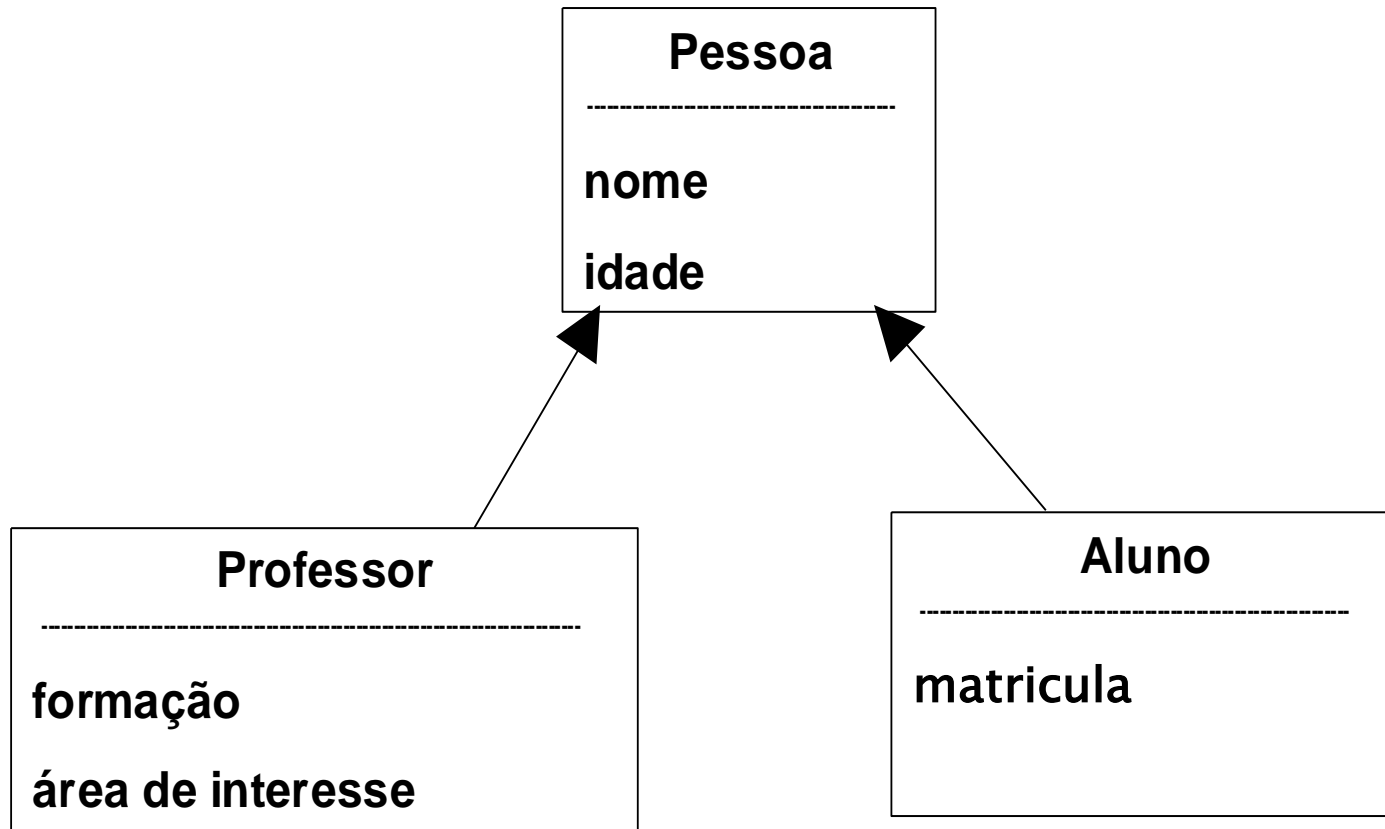 Pessoa
nome
idade
Professor
formação
área de interesse
Aluno
matricula